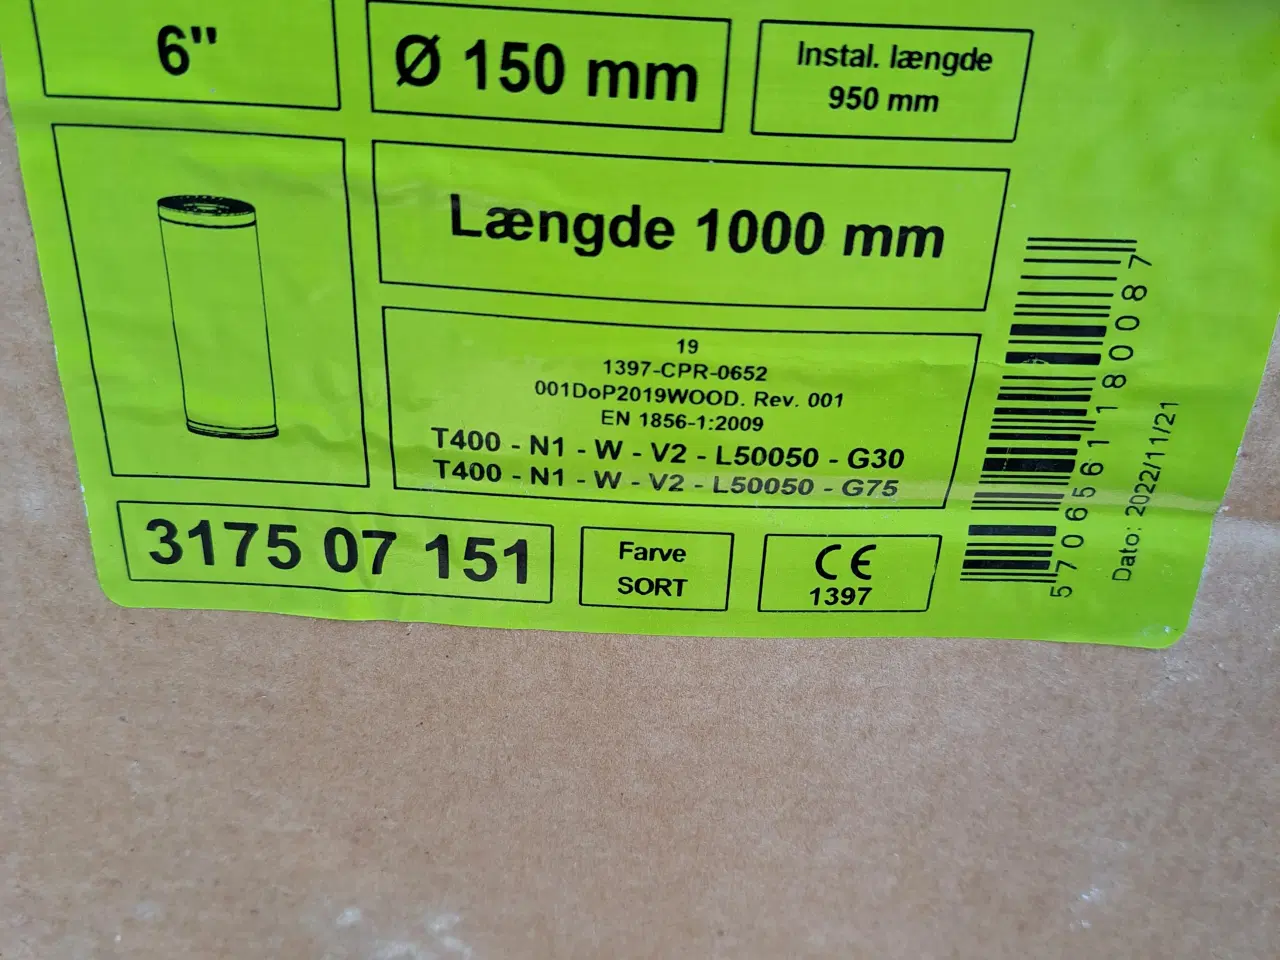 6"
Ø 150 mm
Instal. længde
950 mm
Længde 1000 mm
19
1397-CPR-0652
001DoP2019WOOD. Rev. 001
EN 1856-1:2009
T400 - N1 - W - V2 - L50050 - G30
T400 - N1 - W - V2 - L50050 - G75
3175 07 151
Farve
SORT
CE
1397
5706561180087
Dato: 2022/11/21